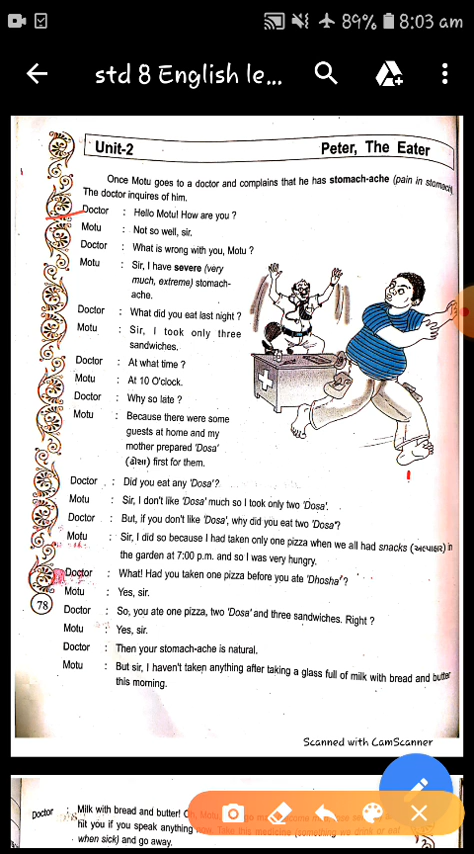 89% 8:03 am
std 8 English le...
Unit-2 Peter, The Eater
Once Motu goes to a doctor and complains that he has stomach-ache (pain in stomach).
The doctor inquires of him.
Doctor : Hello Motu! How are you ?
Motu : Not so well, sir.
Doctor : What is wrong with you, Motu ?
Motu : Sir, I have severe (very
much, extreme) stomach-
ache.
Doctor : What did you eat last night ?
Motu : Sir, I took only three
sandwiches.
Doctor : At what time ?
Motu : At 10 O'clock.
Doctor : Why so late ?
Motu : Because there were some
guests at home and my
mother prepared 'Dosa'
(ઢોસા) first for them.
Doctor : Did you eat any 'Dosa'?
Motu : Sir, I don't like 'Dosa' much so I took only two 'Dosa'.
Doctor : But, if you don't like 'Dosa', why did you eat two 'Dosa'?
Motu : Sir, I did so because I had taken only one pizza when we all had snacks (અલ્પાહાર) in
the garden at 7:00 p.m. and so I was very hungry.
Doctor : What! Had you taken one pizza before you ate 'Dhosha'?
Motu : Yes, sir.
78
Doctor : So, you ate one pizza, two 'Dosa' and three sandwiches. Right ?
Motu : Yes, sir.
Doctor : Then your stomach-ache is natural.
Motu : But sir, I haven't taken anything after taking a glass full of milk with bread and butter
this morning.
Scanned with CamScanner
Doctor : Milk with bread and butter!
hit you if you speak anything
when sick) and go away.